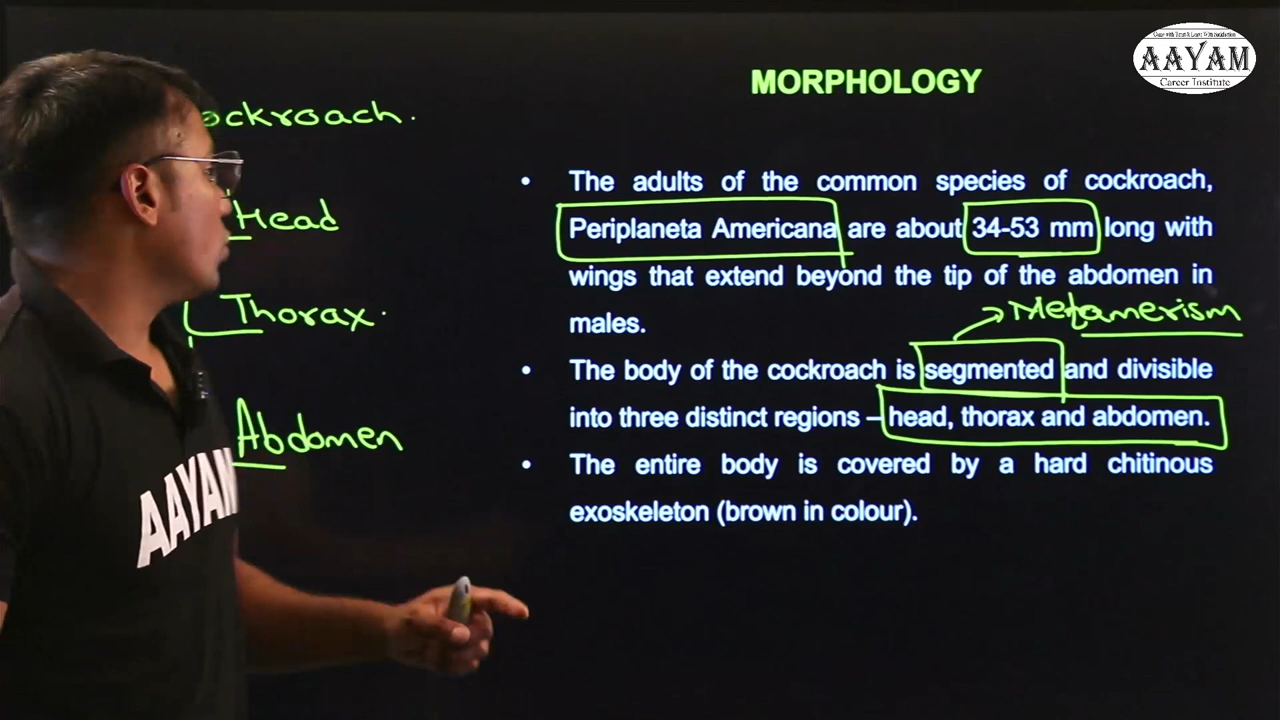 AAYAM
Career Institute
MORPHOLOGY
ockroach.
Head
Thorax.
Abdomen
• The adults of the common species of cockroach,
Periplaneta Americana are about 34-53 mm long with
wings that extend beyond the tip of the abdomen in
males.
Metamerism
• The body of the cockroach is segmented and divisible
into three distinct regions – head, thorax and abdomen.
• The entire body is covered by a hard chitinous
exoskeleton (brown in colour).
AAYAM